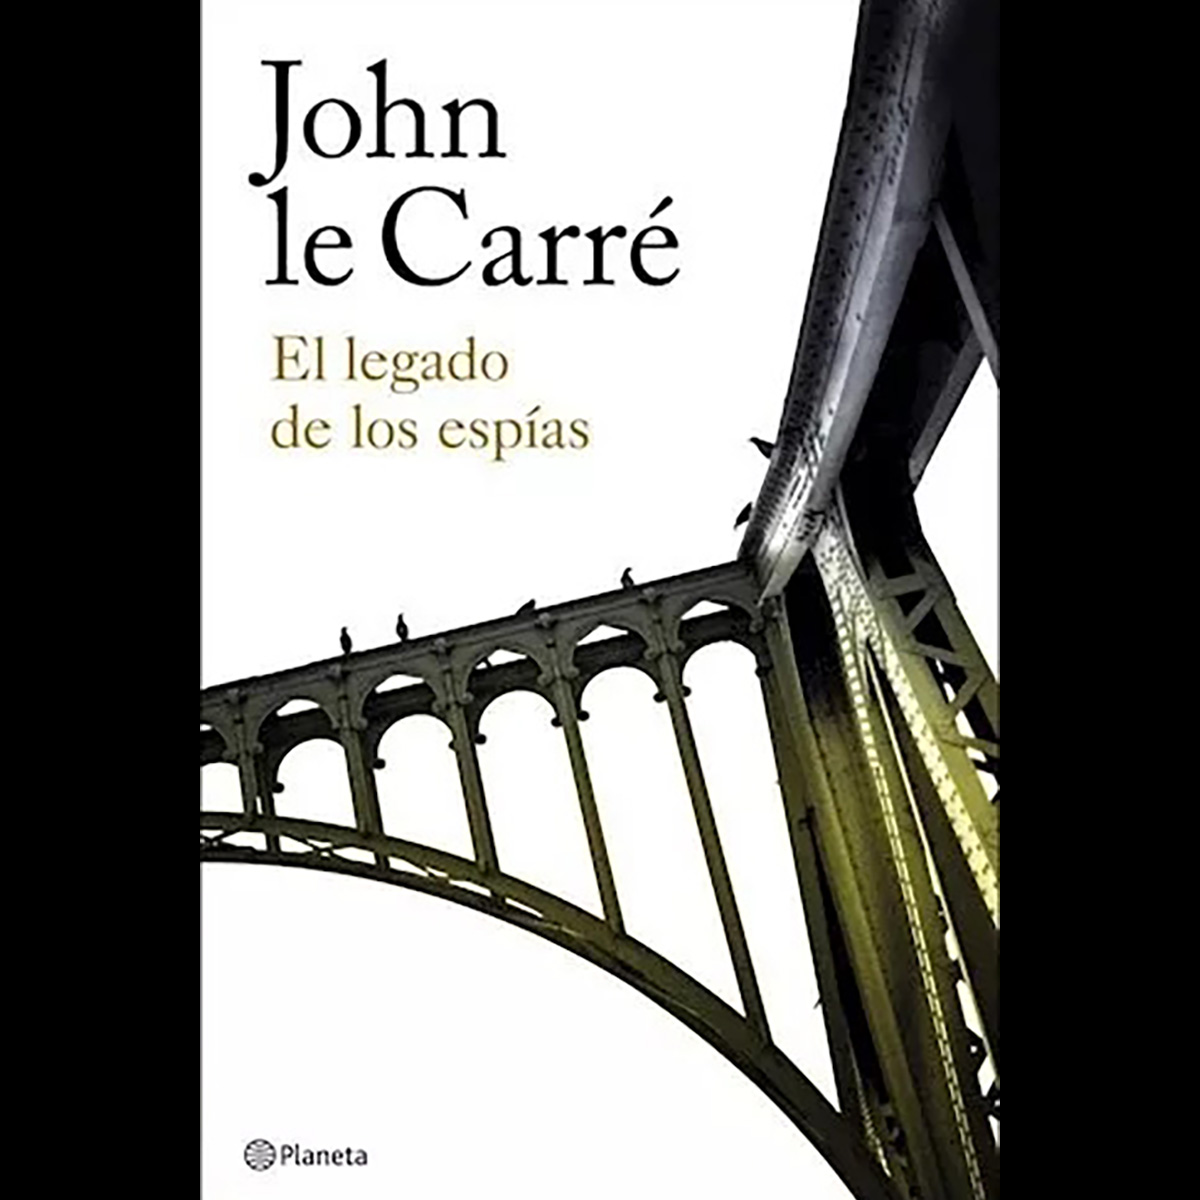 John
le Carré
El legado
de los espías
Planeta